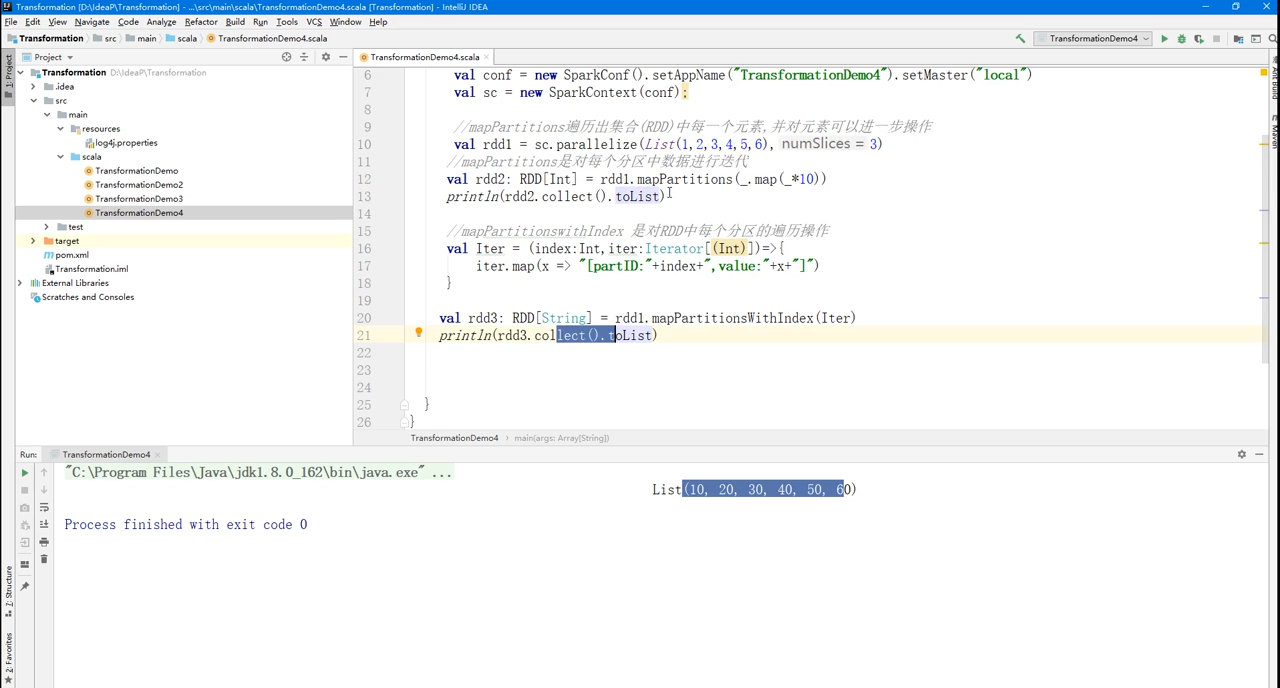 Transformation [D:\IdeaP\Transformation] - ...\src\main\scala\TransformationDemo4.scala [Transformation] - IntelliJ IDEA
File Edit View Navigate Code Analyze Refactor Build Run Tools VCS Window Help
Transformation src main scala TransformationDemo4.scala
TransformationDemo4
1: Project
Project
TransformationDemo4.scala
Transformation D:\IdeaP\Transformation
.idea
src
main
resources
log4j.properties
scala
TransformationDemo
TransformationDemo2
TransformationDemo3
TransformationDemo4
test
target
pom.xml
Transformation.iml
External Libraries
Scratches and Consoles
6 val conf = new SparkConf().setAppName("TransformationDemo4").setMaster("local")
7 val sc = new SparkContext(conf);
8
9 //mapPartitions遍历出集合(RDD)中每一个元素,并对元素可以进一步操作
10 val rdd1 = sc.parallelize(List(1,2,3,4,5,6), numSlices = 3)
11 //mapPartitions是对每个分区中数据进行迭代
12 val rdd2: RDD[Int] = rdd1.mapPartitions(_.map(_*10))
13 println(rdd2.collect().toList)
14
15 //mapPartitionswithIndex 是对RDD中每个分区的遍历操作
16 val Iter = (index:Int,iter:Iterator[(Int)])=>{
17 iter.map(x => "[partID:"+index+",value:"+x+"]")
18 }
19
20 val rdd3: RDD[String] = rdd1.mapPartitionsWithIndex(Iter)
21 println(rdd3.collect().toList)
22
23
24
25 }
26 }
TransformationDemo4 main(args: Array[String])
Maven
Run: TransformationDemo4
"C:\Program Files\Java\jdk1.8.0_162\bin\java.exe" ...
List(10, 20, 30, 40, 50, 60)
Process finished with exit code 0
7: Structure
2: Favorites